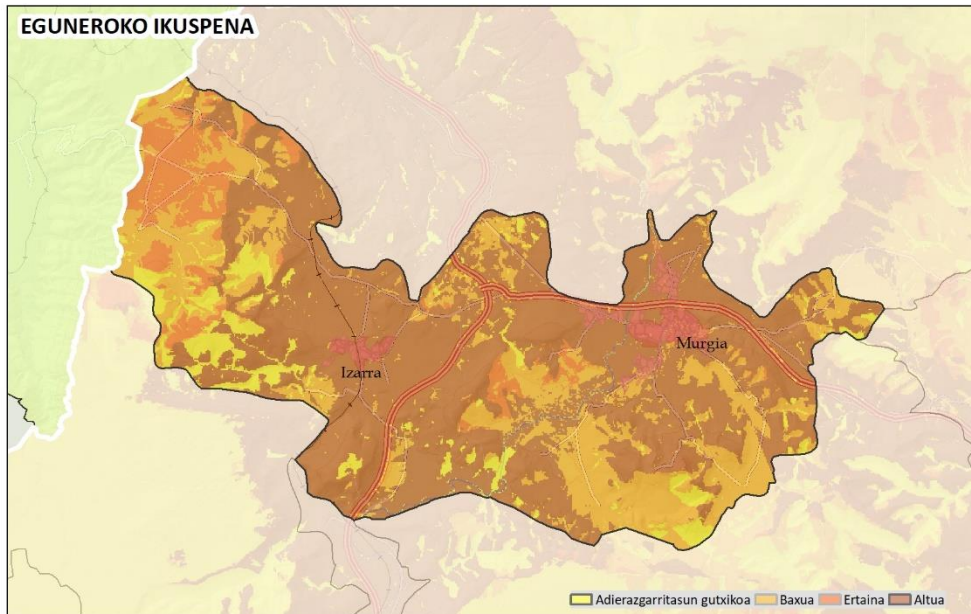 EGUNEROKO IKUSPENA
Izarra
Murgia
Adierazgarritasun gutxikoa Baxua Ertaina Altua